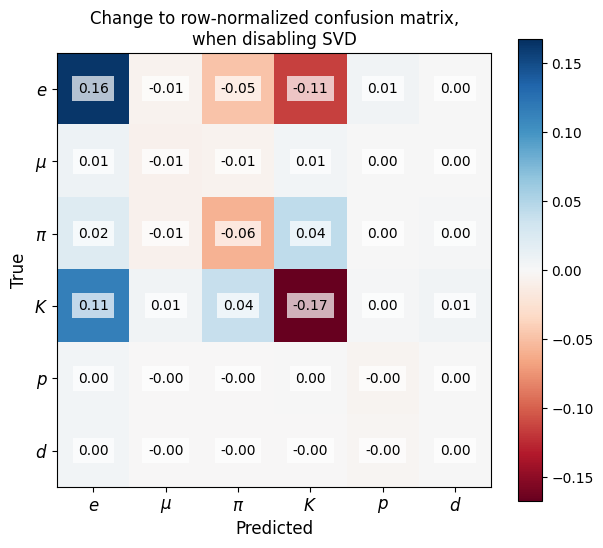 Change to row-normalized confusion matrix,
when disabling SVD
e 0.16 -0.01 -0.05 -0.11 0.01 0.00
μ 0.01 -0.01 -0.01 0.01 0.00 0.00
π 0.02 -0.01 -0.06 0.04 0.00 0.00
K 0.11 0.01 0.04 -0.17 0.00 0.01
p 0.00 -0.00 -0.00 0.00 -0.00 0.00
d 0.00 -0.00 -0.00 -0.00 -0.00 0.00
e μ π K p d
Predicted
True
0.15
0.10
0.05
0.00
−0.05
−0.10
−0.15